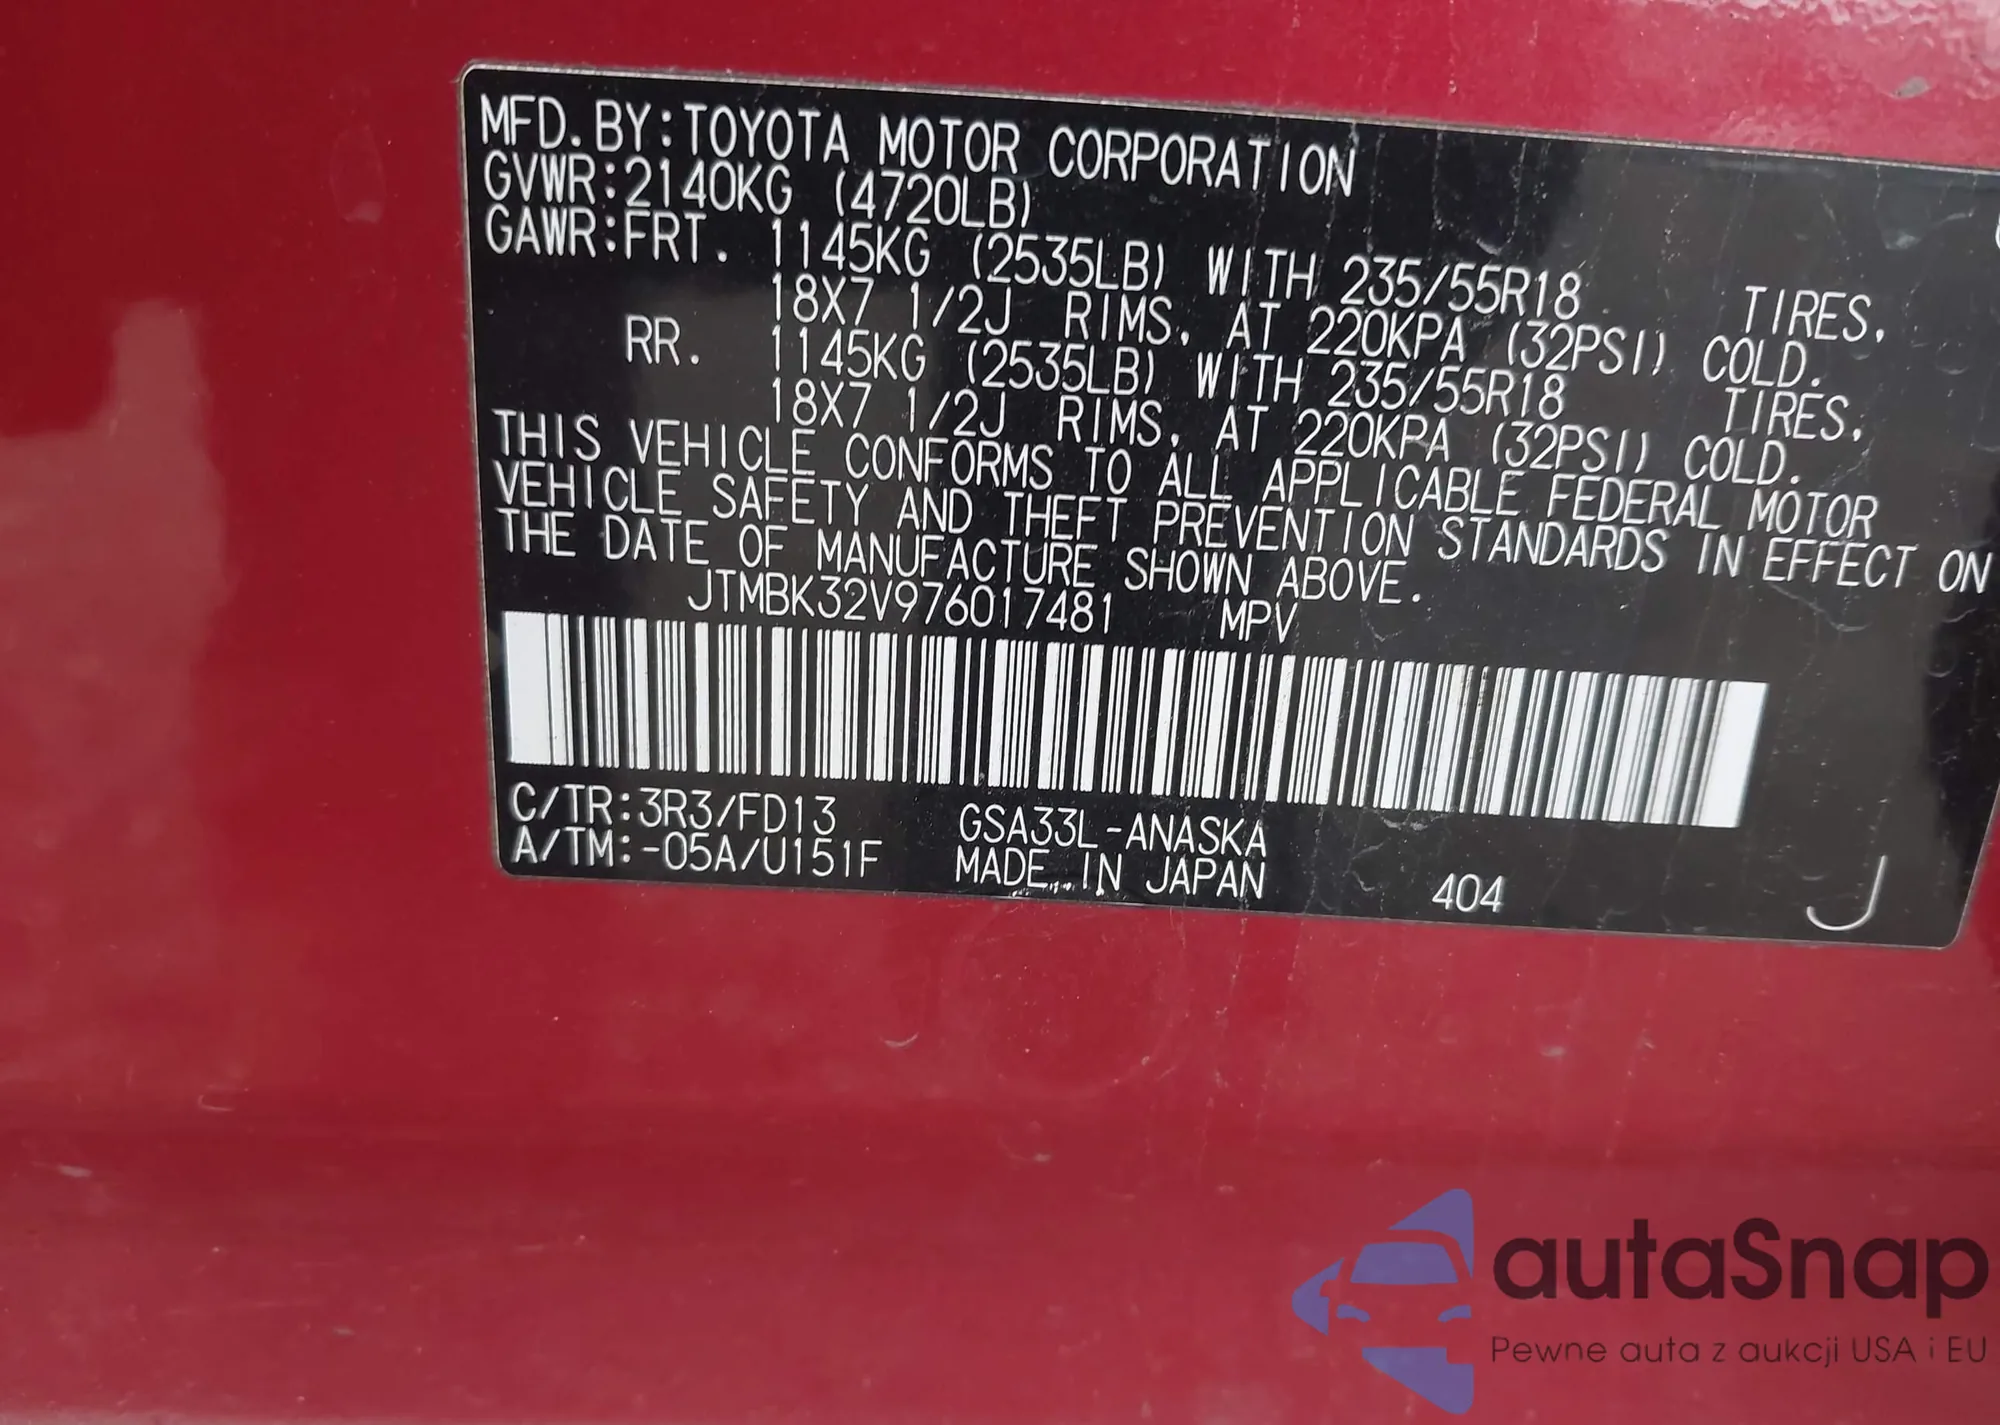 MFD. BY:TOYOTA MOTOR CORPORATION
GVWR:2140KG (4720LB)
GAWR:FRT. 1145KG (2535LB) WITH 235/55R18 TIRES,
18X7 1/2J RIMS, AT 220KPA (32PSI) COLD.
RR. 1145KG (2535LB) WITH 235/55R18 TIRES,
18X7 1/2J RIMS, AT 220KPA (32PSI) COLD.
THIS VEHICLE CONFORMS TO ALL APPLICABLE FEDERAL MOTOR
VEHICLE SAFETY AND THEFT PREVENTION STANDARDS IN EFFECT ON
THE DATE OF MANUFACTURE SHOWN ABOVE.
JTMBK32V976017481 MPV
C/TR:3R3/FD13 GSA33L-ANASKA
A/TM:-05A/U151F MADE IN JAPAN 404 J
autaSnap
Pewne auta z aukcji USA i EU